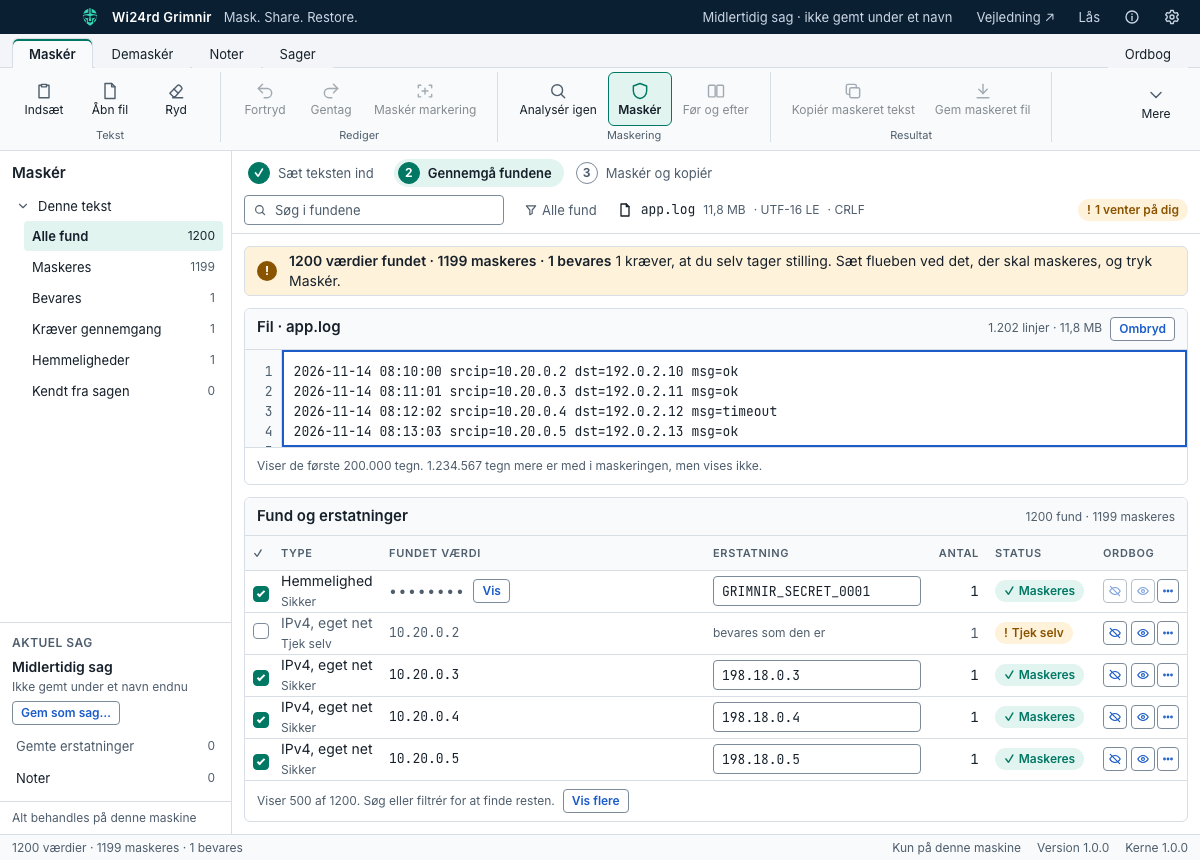 Wi24rd Grimnir Mask. Share. Restore. Midlertidig sag · ikke gemt under et navn Vejledning ↗ Lås
Maskér Demaskér Noter Sager Ordbog
Indsæt Åbn fil Ryd Fortryd Gentag Maskér markering Analysér igen Maskér Før og efter Kopiér maskeret tekst Gem maskeret fil Mere
Tekst Rediger Maskering Resultat
Maskér
Denne tekst
Alle fund 1200
Maskeres 1199
Bevares 1
Kræver gennemgang 1
Hemmeligheder 1
Kendt fra sagen 0
AKTUEL SAG
Midlertidig sag
Ikke gemt under et navn endnu
Gem som sag…
Gemte erstatninger 0
Noter 0
Alt behandles på denne maskine
✓ Sæt teksten ind 2 Gennemgå fundene 3 Maskér og kopiér
Søg i fundene Alle fund app.log 11,8 MB · UTF-16 LE · CRLF ! 1 venter på dig
! 1200 værdier fundet · 1199 maskeres · 1 bevares 1 kræver, at du selv tager stilling. Sæt flueben ved det, der skal maskeres, og tryk
Maskér.
Fil · app.log 1.202 linjer · 11,8 MB Ombryd
1 2026-11-14 08:10:00 srcip=10.20.0.2 dst=192.0.2.10 msg=ok
2 2026-11-14 08:11:01 srcip=10.20.0.3 dst=192.0.2.11 msg=ok
3 2026-11-14 08:12:02 srcip=10.20.0.4 dst=192.0.2.12 msg=timeout
4 2026-11-14 08:13:03 srcip=10.20.0.5 dst=192.0.2.13 msg=ok
Viser de første 200.000 tegn. 1.234.567 tegn mere er med i maskeringen, men vises ikke.
Fund og erstatninger 1200 fund · 1199 maskeres
✓ TYPE FUNDET VÆRDI ERSTATNING ANTAL STATUS ORDBOG
Hemmelighed •••••••• Vis GRIMNIR_SECRET_0001 1 ✓ Maskeres
Sikker
IPv4, eget net 10.20.0.2 bevares som den er 1 ! Tjek selv
Tjek selv
IPv4, eget net 10.20.0.3 198.18.0.3 1 ✓ Maskeres
Sikker
IPv4, eget net 10.20.0.4 198.18.0.4 1 ✓ Maskeres
Sikker
IPv4, eget net 10.20.0.5 198.18.0.5 1 ✓ Maskeres
Sikker
Viser 500 af 1200. Søg eller filtrér for at finde resten. Vis flere
1200 værdier · 1199 maskeres · 1 bevares Kun på denne maskine Version 1.0.0 Kerne 1.0.0